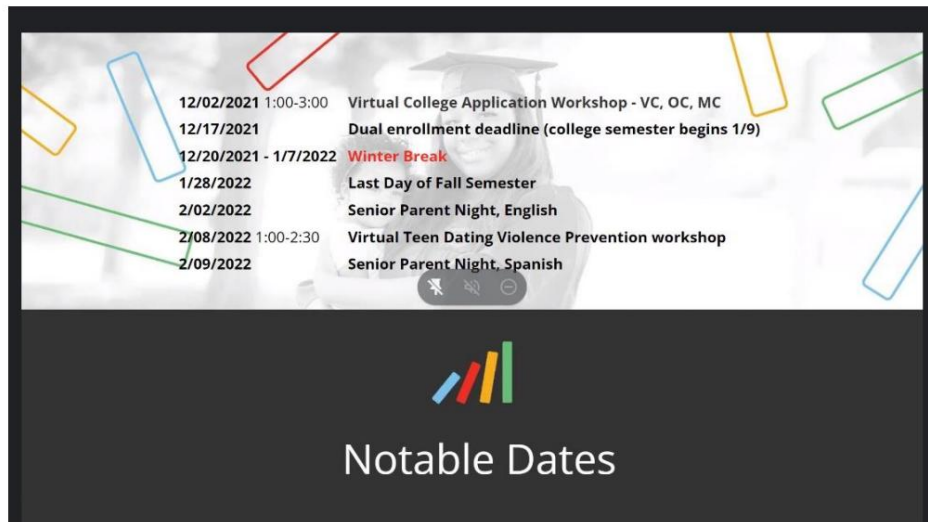 12/02/2021 1:00-3:00 Virtual College Application Workshop - VC, OC, MC
12/17/2021 Dual enrollment deadline (college semester begins 1/9)
12/20/2021 - 1/7/2022 Winter Break
1/28/2022 Last Day of Fall Semester
2/02/2022 Senior Parent Night, English
2/08/2022 1:00-2:30 Virtual Teen Dating Violence Prevention workshop
2/09/2022 Senior Parent Night, Spanish
Notable Dates